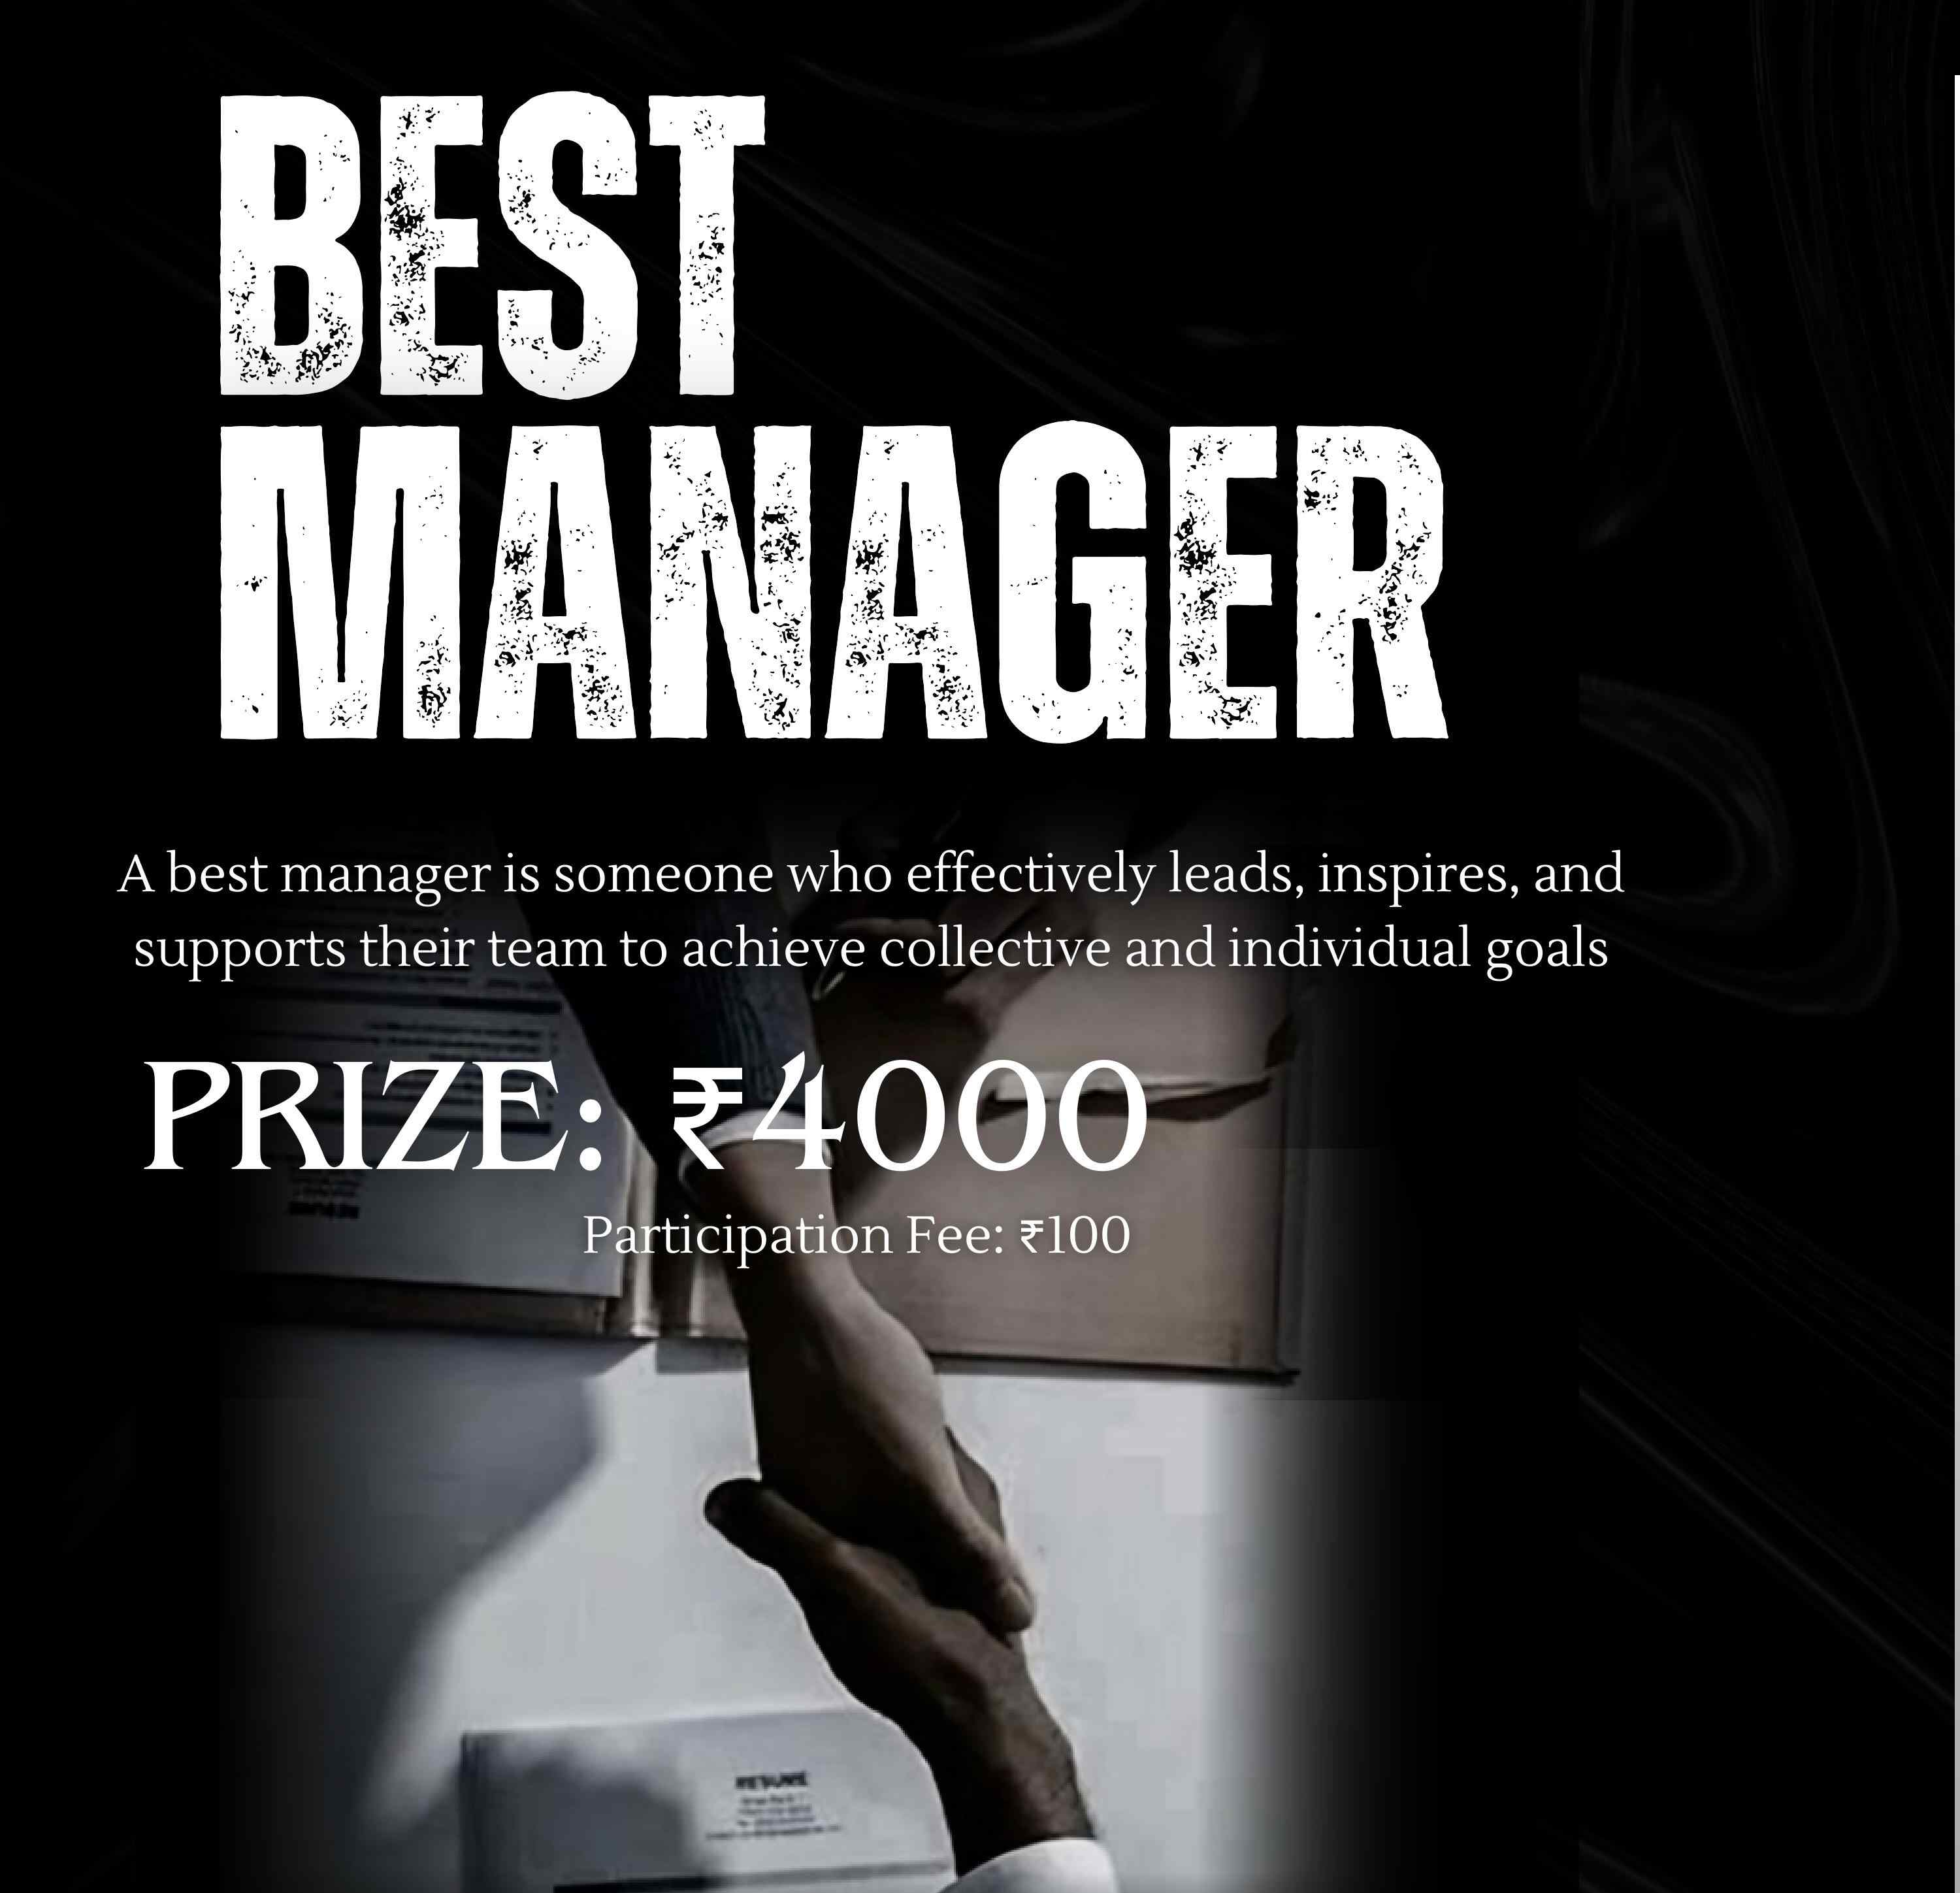 BEST
MANAGER
A best manager is someone who effectively leads, inspires, and
supports their team to achieve collective and individual goals
PRIZE: ₹4000
Participation Fee: ₹100
RESUME